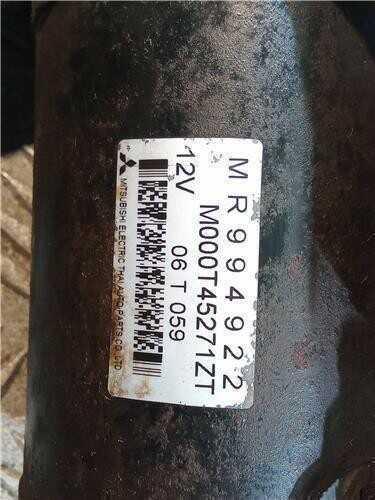 MR994922
M000T45271ZT
12V 06 T 059
MITSUBISHI ELECTRIC THAI AUTO-PARTS CO.,LTD.